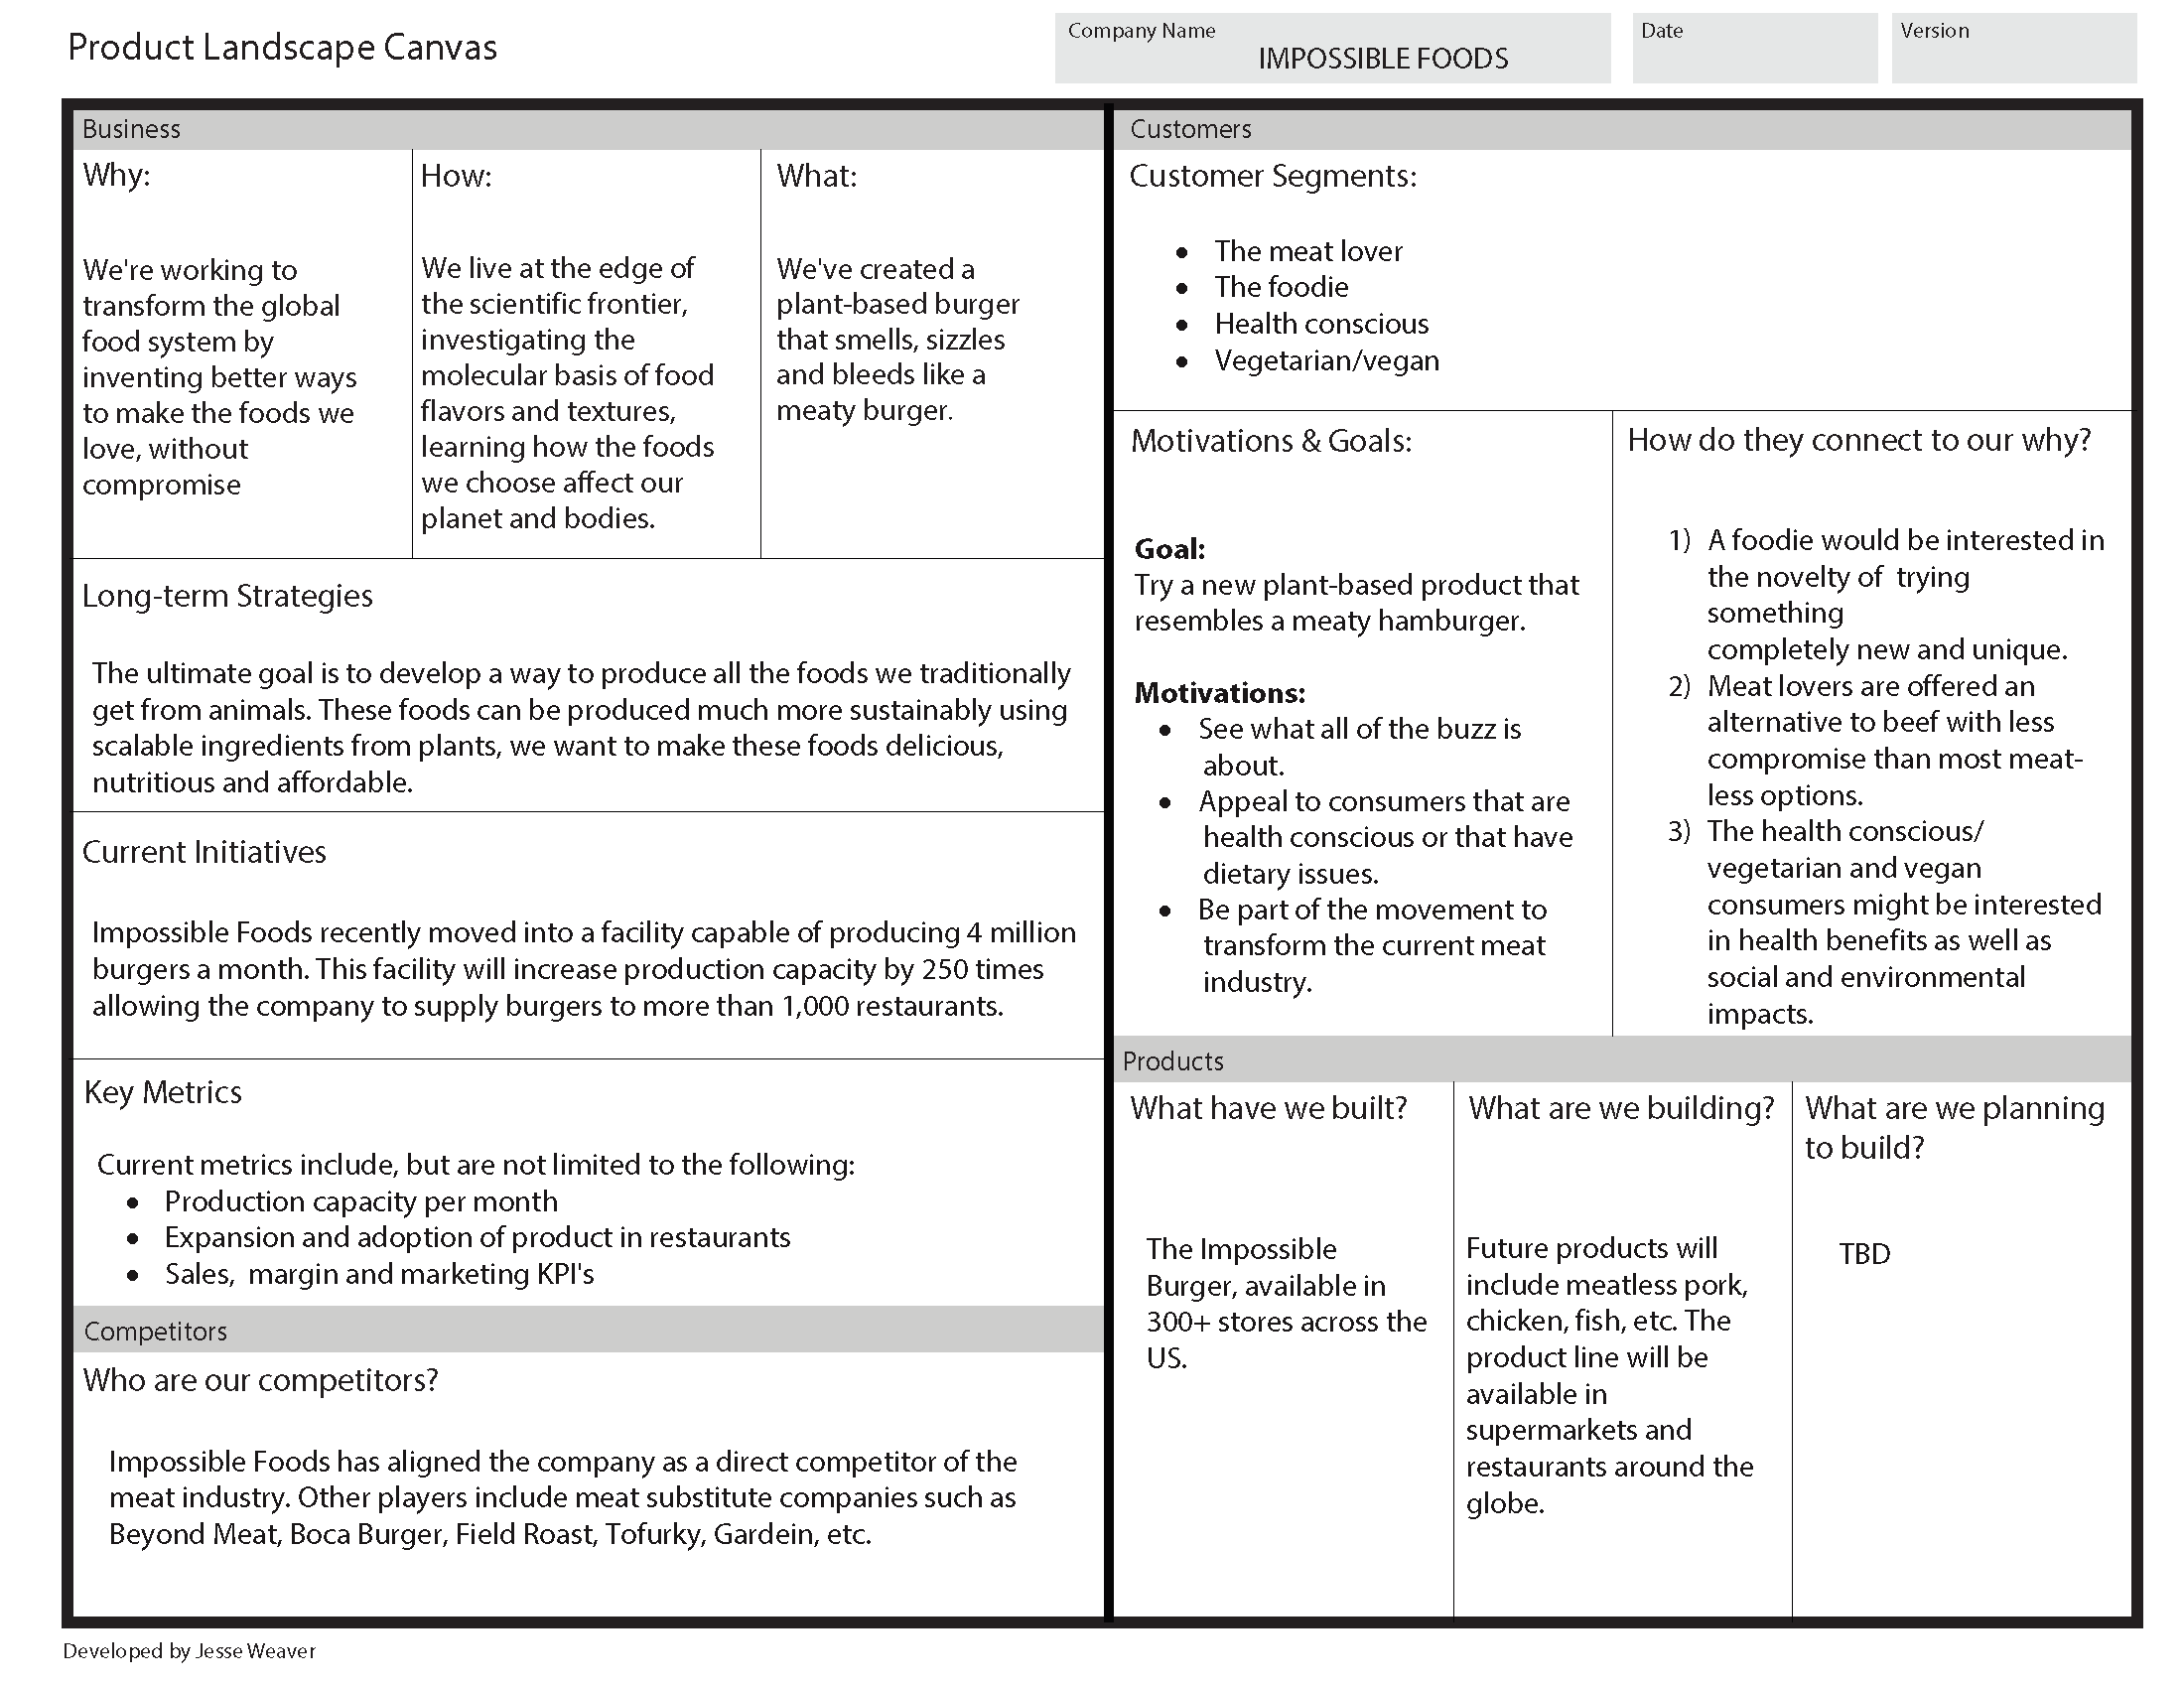 Product Landscape Canvas
Company Name
IMPOSSIBLE FOODS
Date
Version
Business
Why:
We're working to
transform the global
food system by
inventing better ways
to make the foods we
love, without
compromise
How:
We live at the edge of
the scientific frontier,
investigating the
molecular basis of food
flavors and textures,
learning how the foods
we choose affect our
planet and bodies.
What:
We've created a
plant-based burger
that smells, sizzles
and bleeds like a
meaty burger.
Long-term Strategies
The ultimate goal is to develop a way to produce all the foods we traditionally
get from animals. These foods can be produced much more sustainably using
scalable ingredients from plants, we want to make these foods delicious,
nutritious and affordable.
Current Initiatives
Impossible Foods recently moved into a facility capable of producing 4 million
burgers a month. This facility will increase production capacity by 250 times
allowing the company to supply burgers to more than 1,000 restaurants.
Key Metrics
Current metrics include, but are not limited to the following:
• Production capacity per month
• Expansion and adoption of product in restaurants
• Sales, margin and marketing KPI's
Competitors
Who are our competitors?
Impossible Foods has aligned the company as a direct competitor of the
meat industry. Other players include meat substitute companies such as
Beyond Meat, Boca Burger, Field Roast, Tofurky, Gardein, etc.
Customers
Customer Segments:
• The meat lover
• The foodie
• Health conscious
• Vegetarian/vegan
Motivations & Goals:
Goal:
Try a new plant-based product that
resembles a meaty hamburger.
Motivations:
• See what all of the buzz is
about.
• Appeal to consumers that are
health conscious or that have
dietary issues.
• Be part of the movement to
transform the current meat
industry.
How do they connect to our why?
1) A foodie would be interested in
the novelty of trying
something
completely new and unique.
2) Meat lovers are offered an
alternative to beef with less
compromise than most meat-
less options.
3) The health conscious/
vegetarian and vegan
consumers might be interested
in health benefits as well as
social and environmental
impacts.
Products
What have we built?
The Impossible
Burger, available in
300+ stores across the
US.
What are we building?
Future products will
include meatless pork,
chicken, fish, etc. The
product line will be
available in
supermarkets and
restaurants around the
globe.
What are we planning
to build?
TBD
Developed by Jesse Weaver